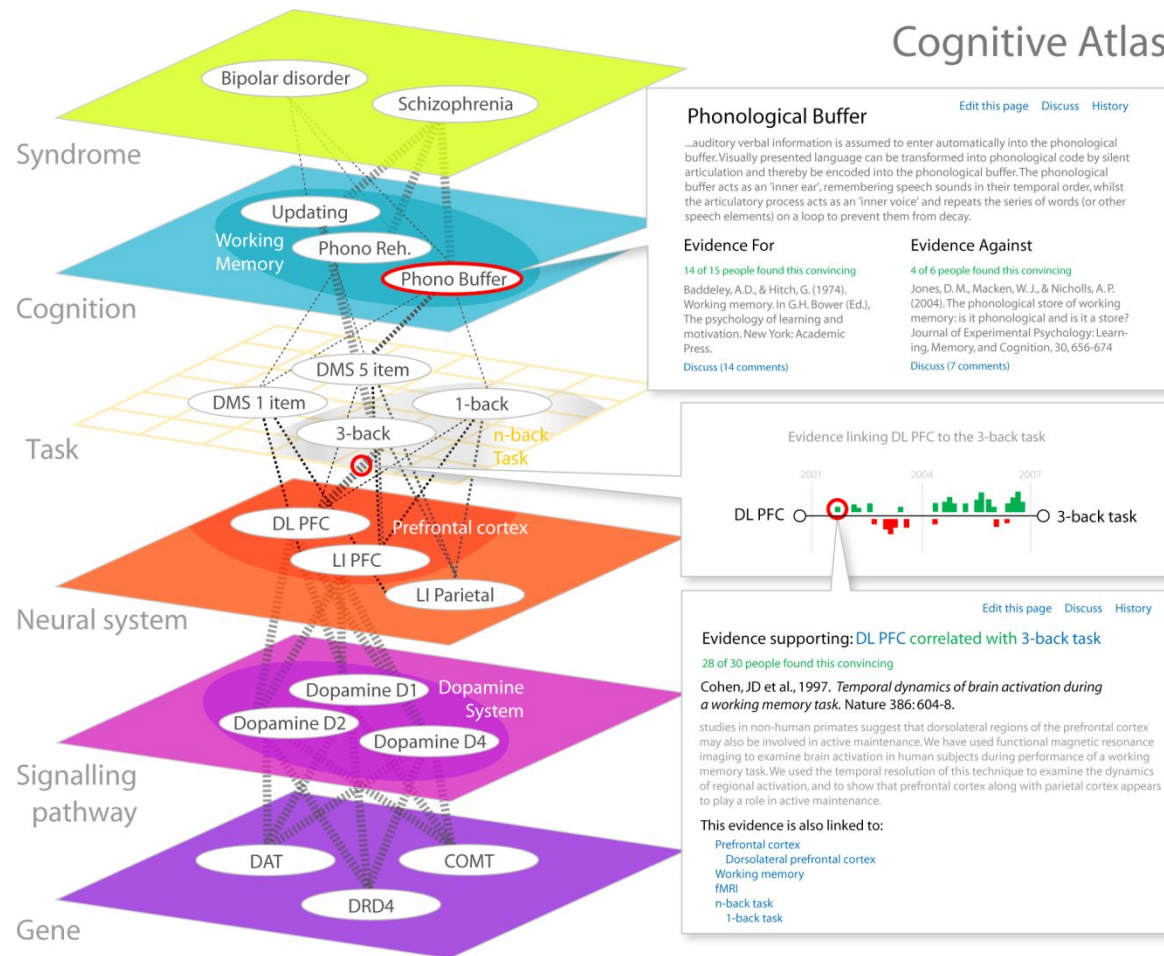 Cognitive Atlas
Bipolar disorder
Schizophrenia
Syndrome
Updating
Working
Memory
Phono Reh.
Phono Buffer
Cognition
DMS 5 item
DMS 1 item
1-back
3-back
n-back
Task
Task
DL PFC
Prefrontal cortex
LI PFC
LI Parietal
Neural system
Dopamine D1
Dopamine
System
Dopamine D2
Dopamine D4
Signalling
pathway
DAT
COMT
DRD4
Gene
Phonological Buffer
Edit this page Discuss History
...auditory verbal information is assumed to enter automatically into the phonological
buffer. Visually presented language can be transformed into phonological code by silent
articulation and thereby be encoded into the phonological buffer. The phonological
buffer acts as an 'inner ear', remembering speech sounds in their temporal order, whilst
the articulatory process acts as an 'inner voice' and repeats the series of words (or other
speech elements) on a loop to prevent them from decay.
Evidence For
14 of 15 people found this convincing
Baddeley, A.D., & Hitch, G. (1974).
Working memory. In G.H. Bower (Ed.),
The psychology of learning and
motivation. New York: Academic
Press.
Discuss (14 comments)
Evidence Against
4 of 6 people found this convincing
Jones, D. M., Macken, W. J., & Nicholls, A. P.
(2004). The phonological store of working
memory: is it phonological and is it a store?
Journal of Experimental Psychology: Learn-
ing, Memory, and Cognition, 30, 656-674
Discuss (7 comments)
Evidence linking DL PFC to the 3-back task
2001 2004 2007
DL PFC
3-back task
Edit this page Discuss History
Evidence supporting: DL PFC correlated with 3-back task
28 of 30 people found this convincing
Cohen, JD et al., 1997. Temporal dynamics of brain activation during
a working memory task. Nature 386: 604-8.
studies in non-human primates suggest that dorsolateral regions of the prefrontal cortex
may also be involved in active maintenance. We have used functional magnetic resonance
imaging to examine brain activation in human subjects during performance of a working
memory task. We used the temporal resolution of this technique to examine the dynamics
of regional activation, and to show that prefrontal cortex along with parietal cortex appears
to play a role in active maintenance.
This evidence is also linked to:
Prefrontal cortex
Dorsolateral prefrontal cortex
Working memory
fMRI
n-back task
1-back task